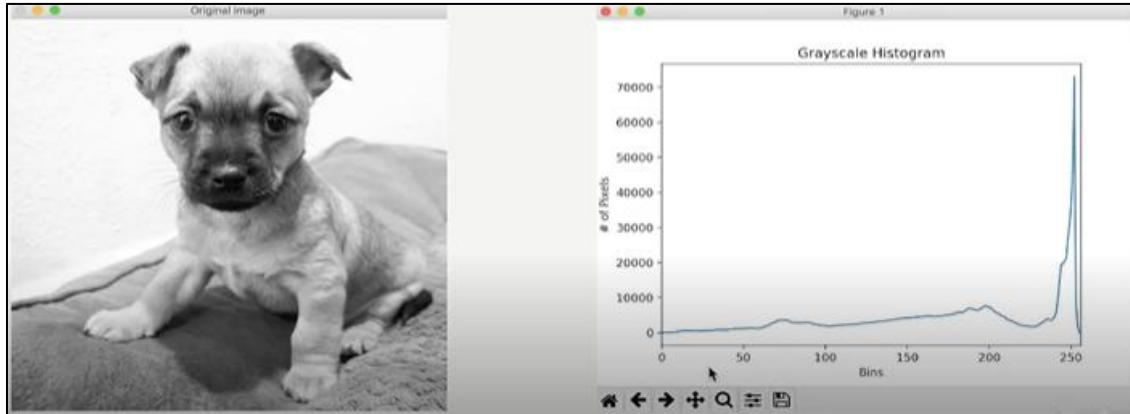 Original Image
Figure 1
Grayscale Histogram
70000
60000
50000
40000
30000
20000
10000
0
# of Pixels
0 50 100 150 200 250
Bins